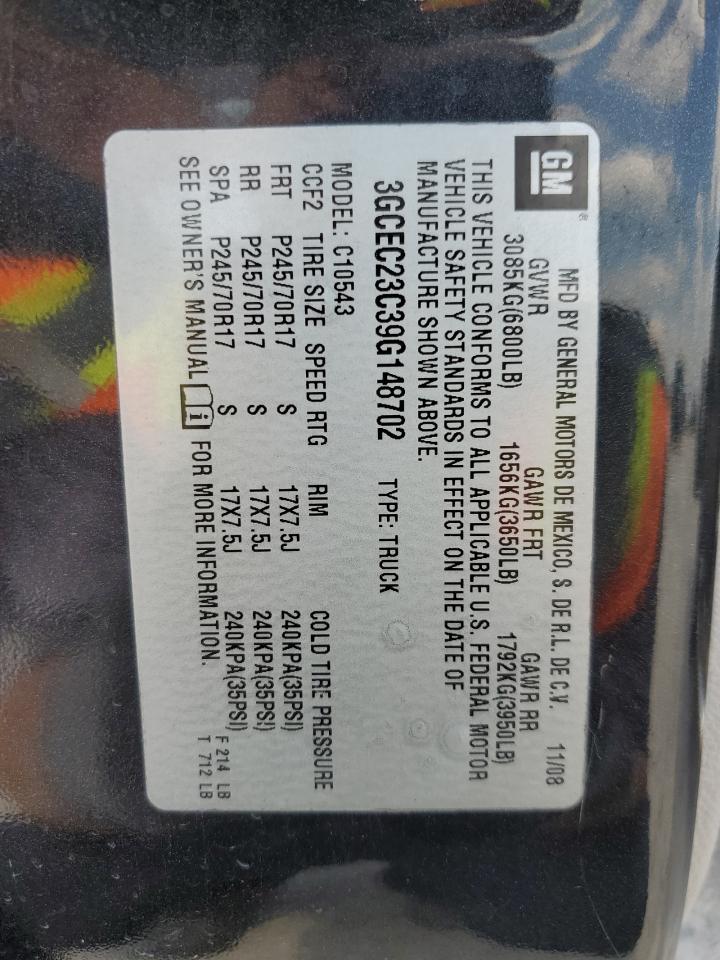 GM ®
MFD BY GENERAL MOTORS DE MEXICO, S. DE R.L. DE C.V. 11/08
GVWR GAWR FRT GAWR RR
3085KG(6800LB) 1656KG(3650LB) 1792KG(3950LB)
THIS VEHICLE CONFORMS TO ALL APPLICABLE U.S. FEDERAL MOTOR
VEHICLE SAFETY STANDARDS IN EFFECT ON THE DATE OF
MANUFACTURE SHOWN ABOVE.
3GCEC23C39G148702 TYPE: TRUCK
MODEL: C10543
CCF2 TIRE SIZE SPEED RTG RIM COLD TIRE PRESSURE
FRT P245/70R17 S 17X7.5J 240KPA(35PSI)
RR P245/70R17 S 17X7.5J 240KPA(35PSI)
SPA P245/70R17 S 17X7.5J 240KPA(35PSI)
SEE OWNER'S MANUAL i FOR MORE INFORMATION.
F 214 LB
T 712 LB